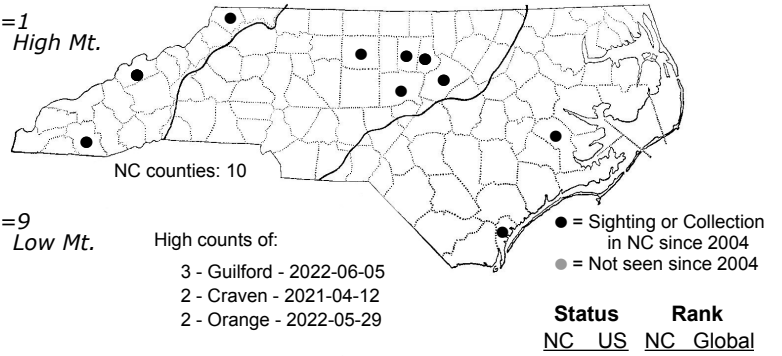 =1
High Mt.
NC counties: 10
=9
Low Mt.
High counts of:
3 - Guilford - 2022-06-05
2 - Craven - 2021-04-12
2 - Orange - 2022-05-29
● = Sighting or Collection
in NC since 2004
● = Not seen since 2004
Status Rank
NC US NC Global